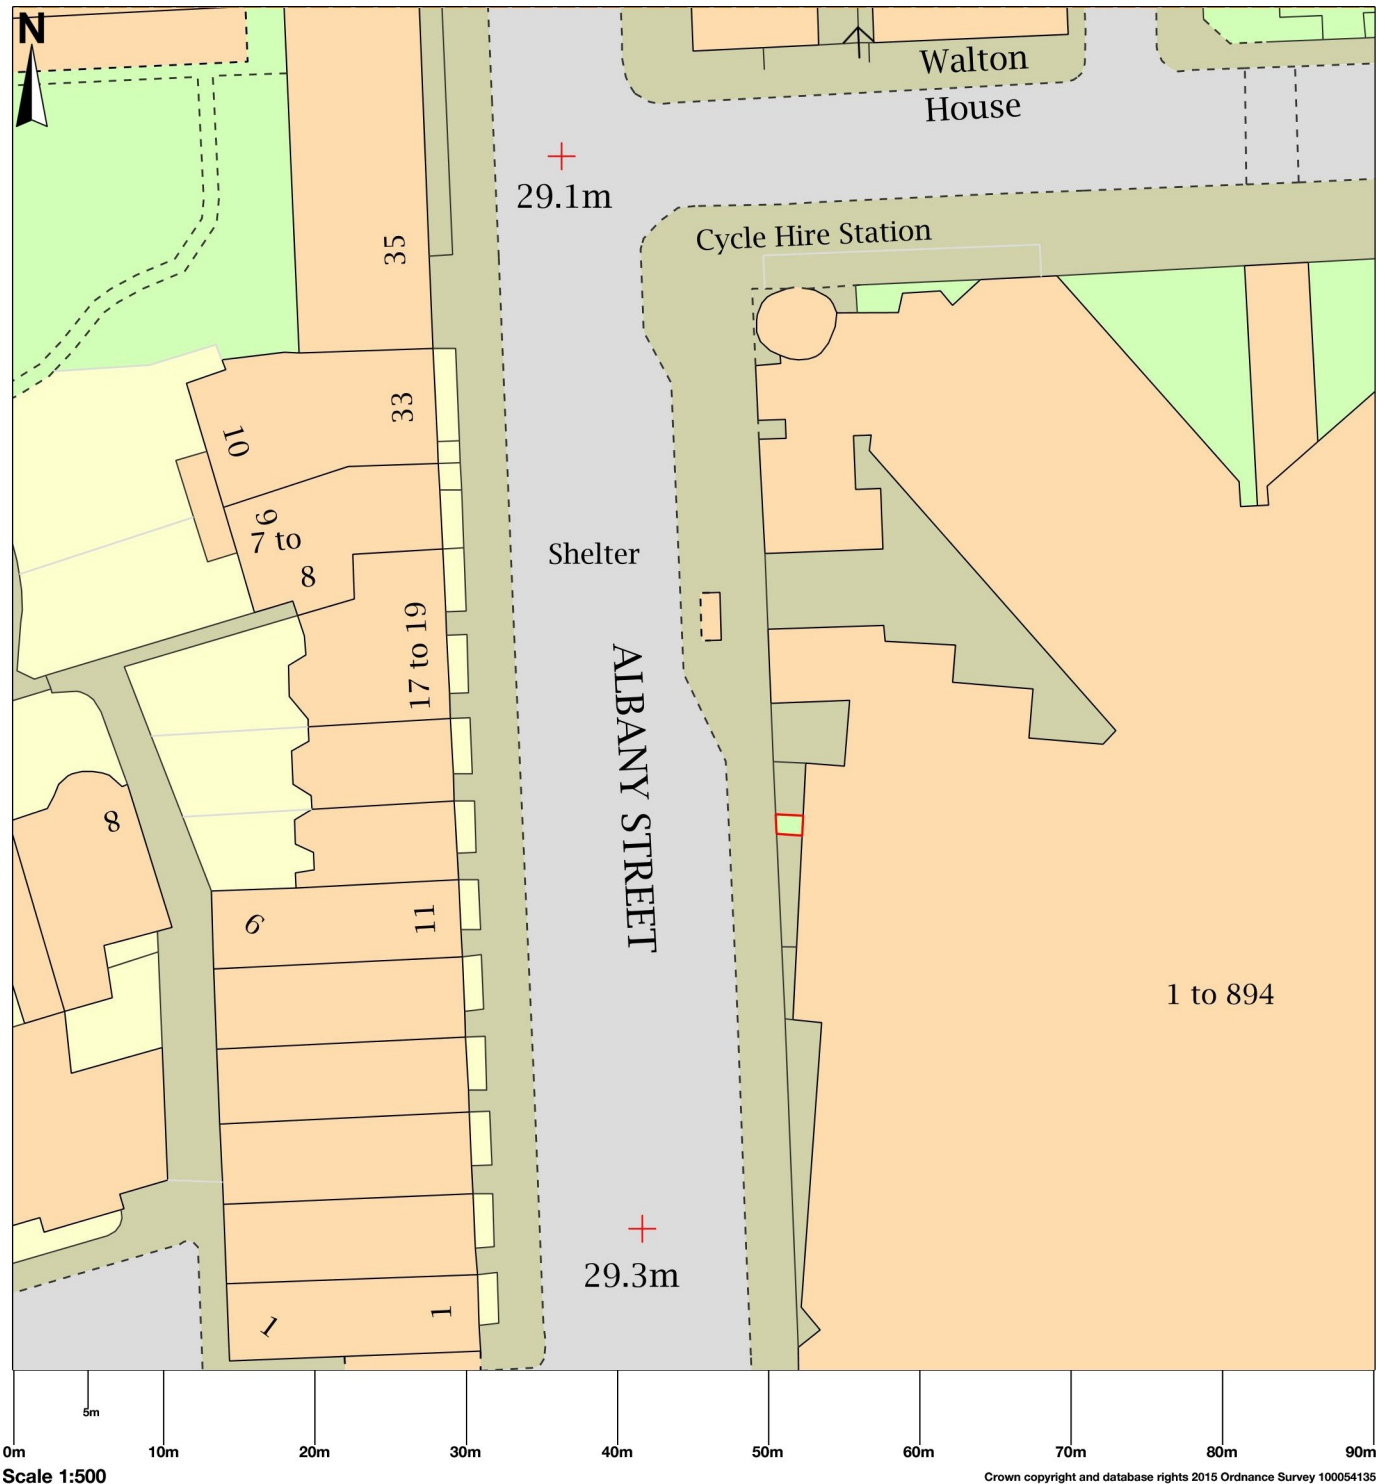 N
Walton
House
29.1m
Cycle Hire Station
35
33
10
9
7 to
8
Shelter
17 to 19
ALBANY STREET
8
6
11
1 to 894
29.3m
1
1
5m
0m 10m 20m 30m 40m 50m 60m 70m 80m 90m
Scale 1:500
Crown copyright and database rights 2015 Ordnance Survey 100054135